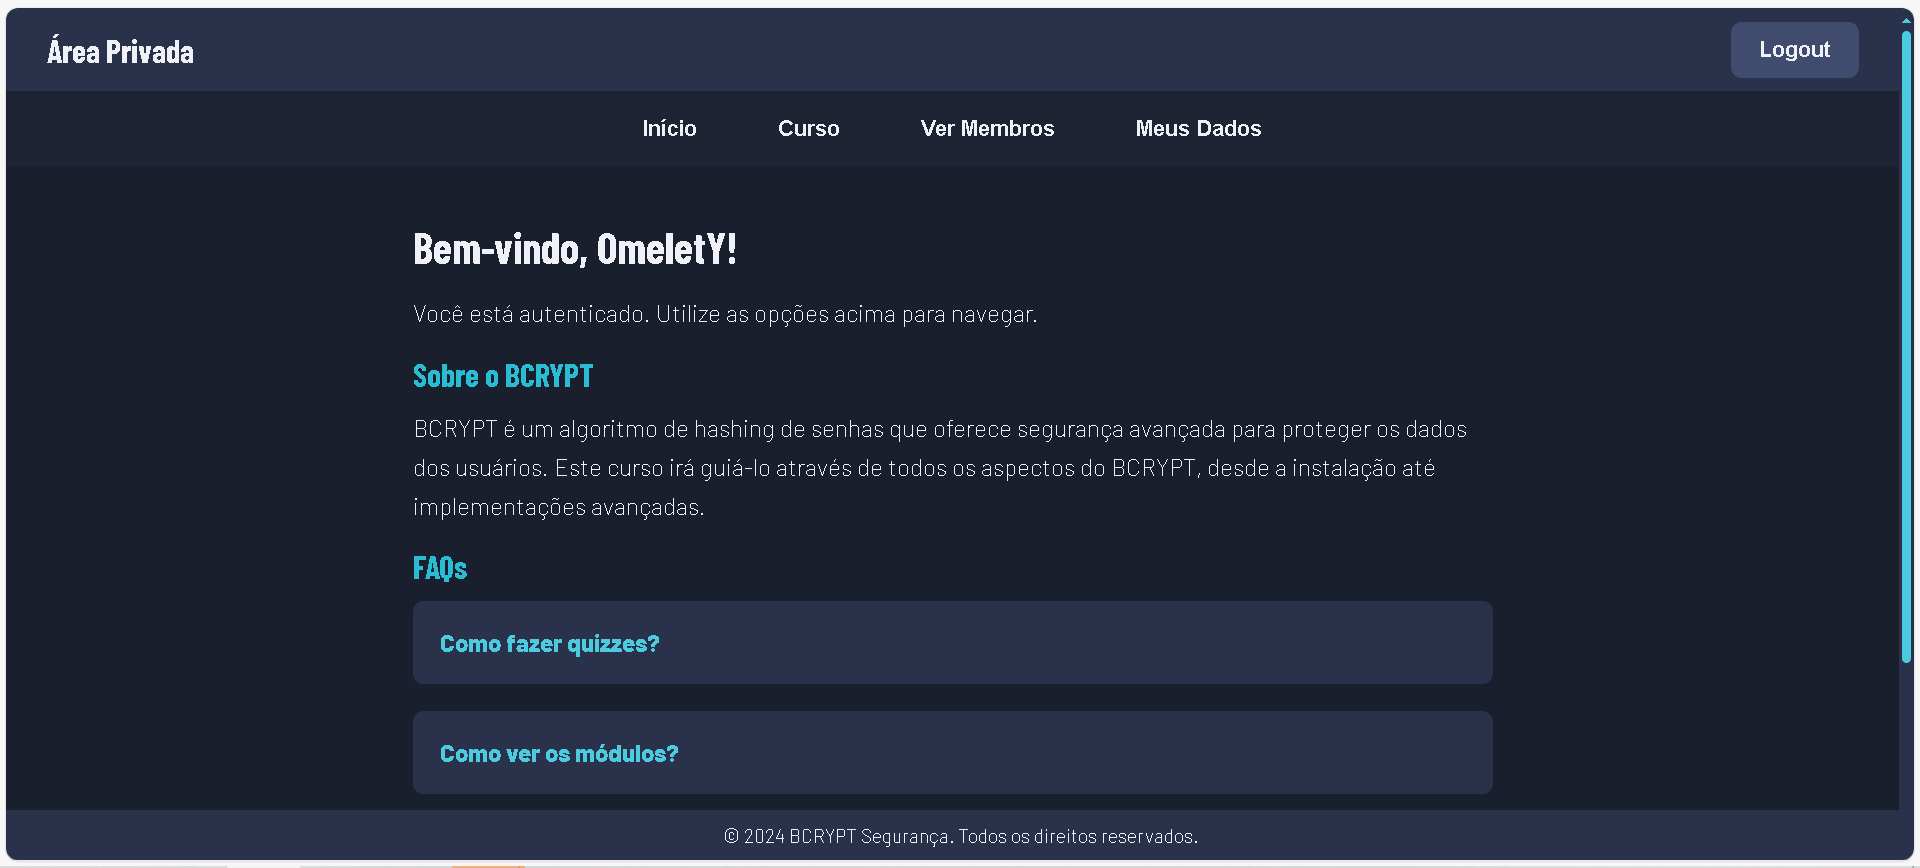 Área Privada
Logout
Início
Curso
Ver Membros
Meus Dados
Bem-vindo, OmeletY!
Você está autenticado. Utilize as opções acima para navegar.
Sobre o BCRYPT
BCRYPT é um algoritmo de hashing de senhas que oferece segurança avançada para proteger os dados
dos usuários. Este curso irá guiá-lo através de todos os aspectos do BCRYPT, desde a instalação até
implementações avançadas.
FAQs
Como fazer quizzes?
Como ver os módulos?
© 2024 BCRYPT Segurança. Todos os direitos reservados.